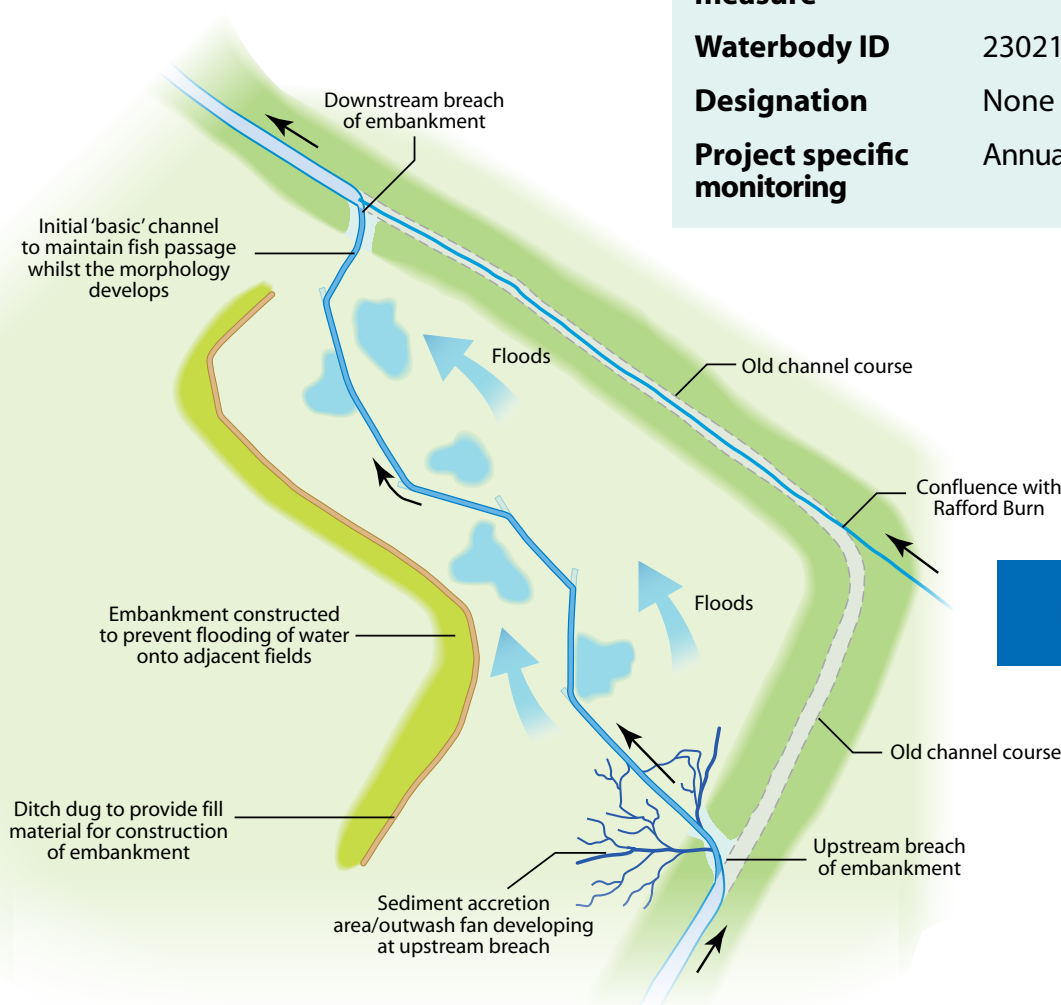 measure
Waterbody ID 23021
Designation None
Project specific
monitoring
Downstream breach
of embankment
Initial ‘basic’ channel
to maintain fish passage
whilst the morphology
develops
Floods
Old channel course
Confluence with
Rafford Burn
Floods
Embankment constructed
to prevent flooding of water
onto adjacent fields
Old channel course
Ditch dug to provide fill
material for construction
of embankment
Upstream breach
of embankment
Sediment accretion
area/outwash fan developing
at upstream breach